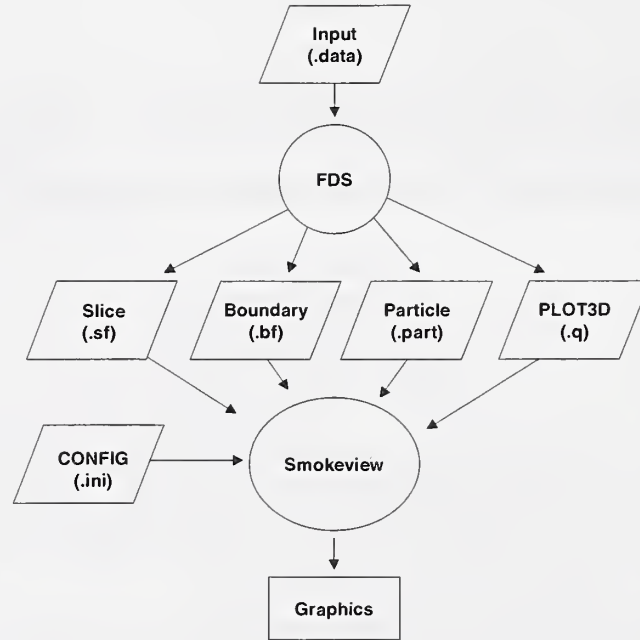 Input
(.data)
FDS
Slice
(.sf)
Boundary
(.bf)
Particle
(.part)
PLOT3D
(.q)
CONFIG
(.ini)
Smokeview
Graphics